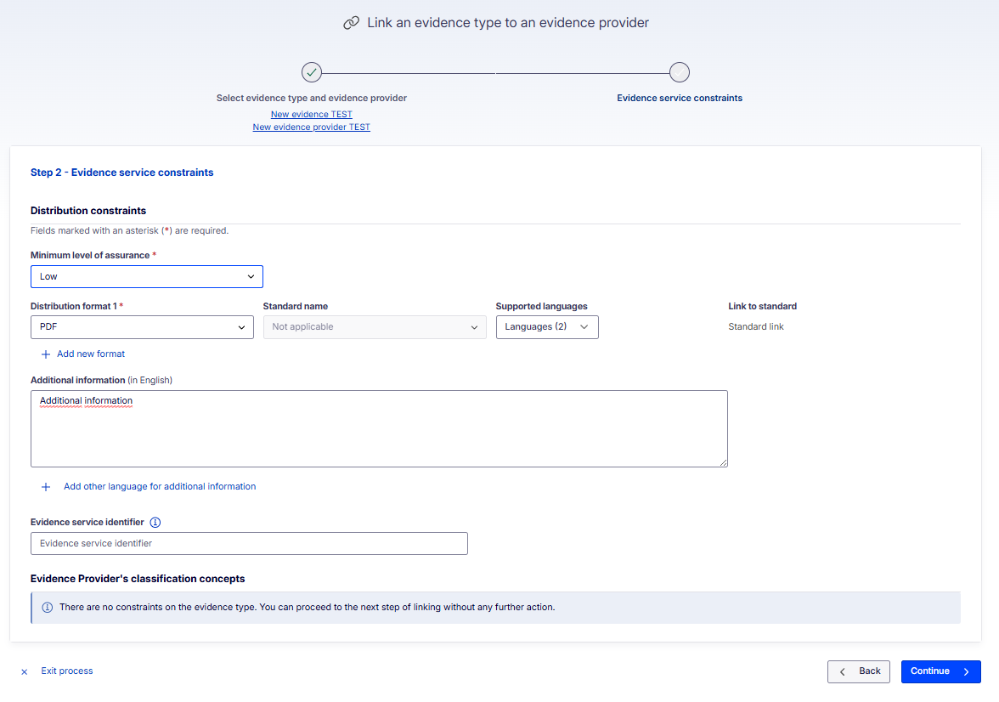 Link an evidence type to an evidence provider
Select evidence type and evidence provider
Evidence service constraints
New evidence TEST
New evidence provider TEST
Step 2 - Evidence service constraints
Distribution constraints
Fields marked with an asterisk (*) are required.
Minimum level of assurance *
Low
Distribution format 1 * Standard name Supported languages Link to standard
PDF Not applicable Languages (2) Standard link
Add new format
Additional information (in English)
Additional information
Add other language for additional information
Evidence service identifier
Evidence service identifier
Evidence Provider's classification concepts
There are no constraints on the evidence type. You can proceed to the next step of linking without any further action.
Exit process Back Continue